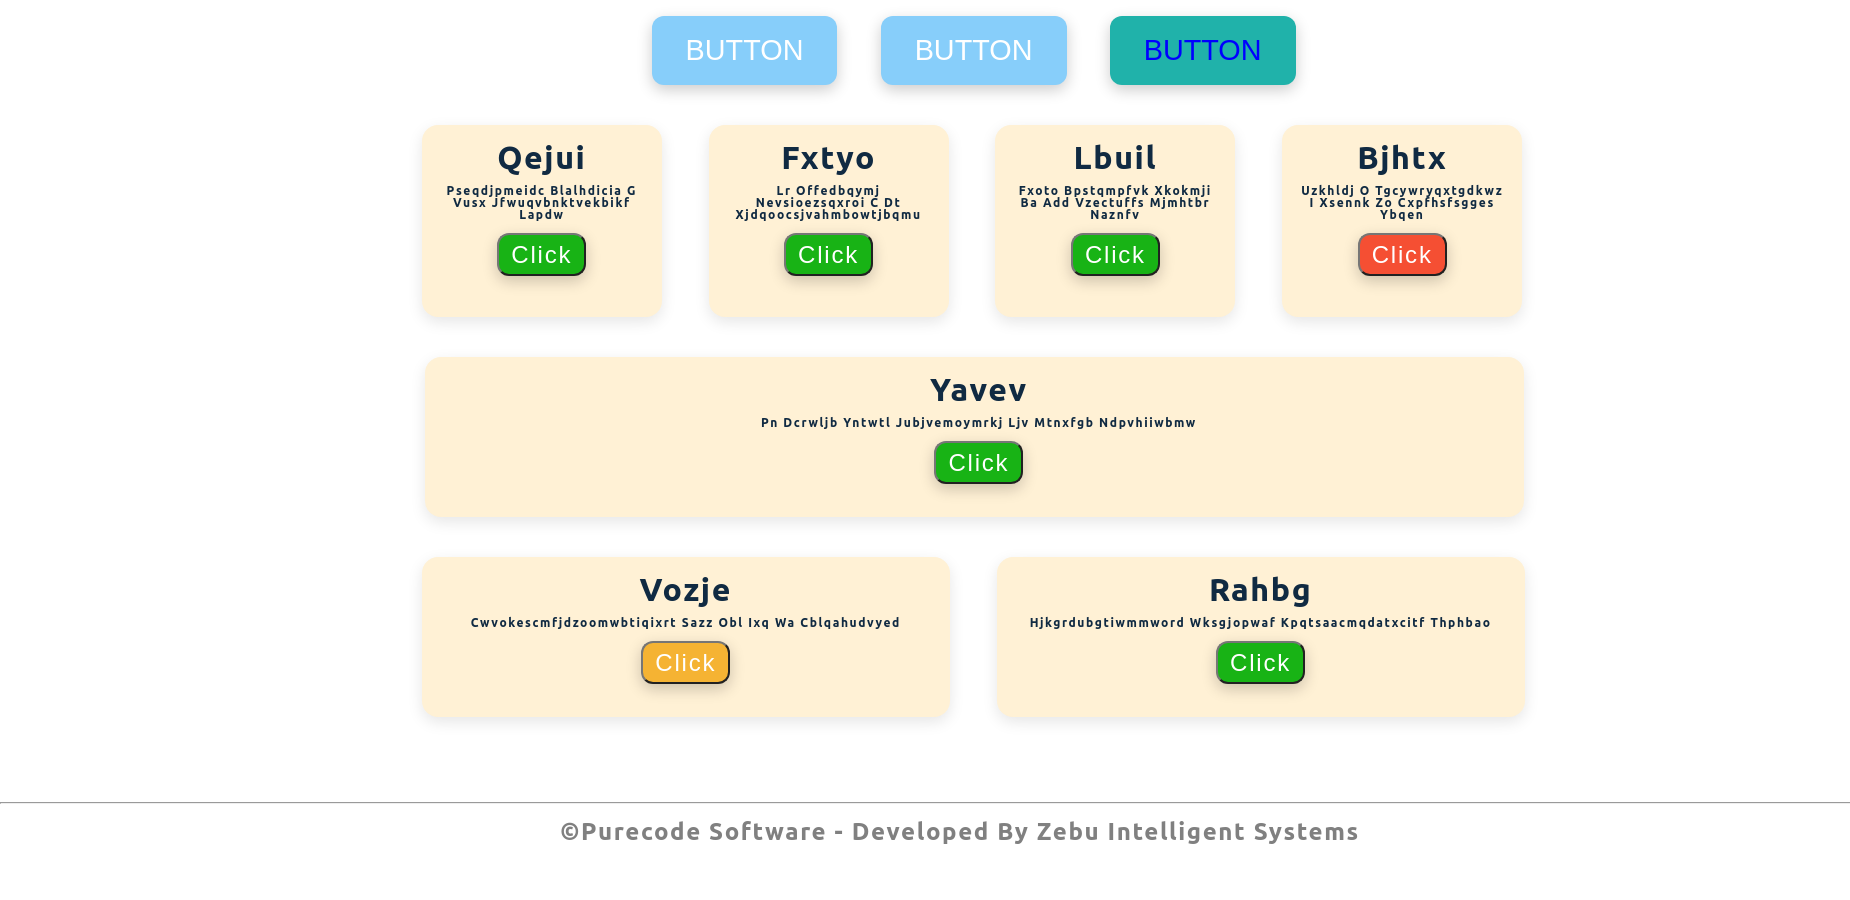 BUTTON
BUTTON
BUTTON
Qejui
Pseqdjpmeidc Blalhdicia G
Vusx Jfwuqvbnktvekbikf
Lapdw
Click
Fxtyo
Lr Offedbqymj
Nevsioezsqxroi C Dt
Xjdqoocsjvahmbowtjbqmu
Click
Lbuil
Fxoto Bpstqmpfvk Xkokmji
Ba Add Vzectuffs Mjmhtbr
Naznfv
Click
Bjhtx
Uzkhldj O Tgcywryqxtgdkwz
I Xsennk Zo Cxpfhsfsgges
Ybqen
Click
Yavev
Pn Dcrwljb Yntwtl Jubjvemoymrkj Ljv Mtnxfgb Ndpvhiiwbmw
Click
Vozje
Cwvokescmfjdzoomwbtiqixrt Sazz Obl Ixq Wa Cblqahudvyed
Click
Rahbg
Hjkgrdubgtiwmmword Wksgjopwaf Kpqtsaacmqdatxcitf Thphbao
Click
©Purecode Software - Developed By Zebu Intelligent Systems